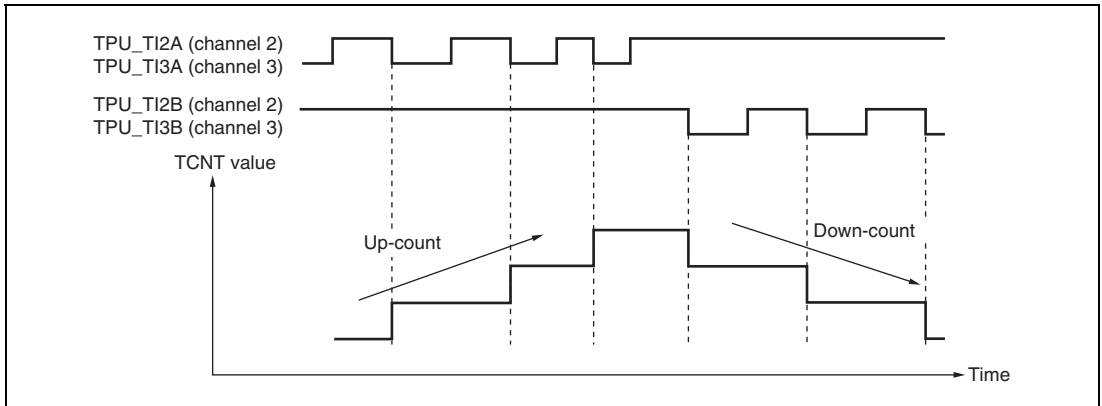 TPU_TI2A (channel 2)
TPU_TI3A (channel 3)
TPU_TI2B (channel 2)
TPU_TI3B (channel 3)
TCNT value
Up-count
Down-count
Time